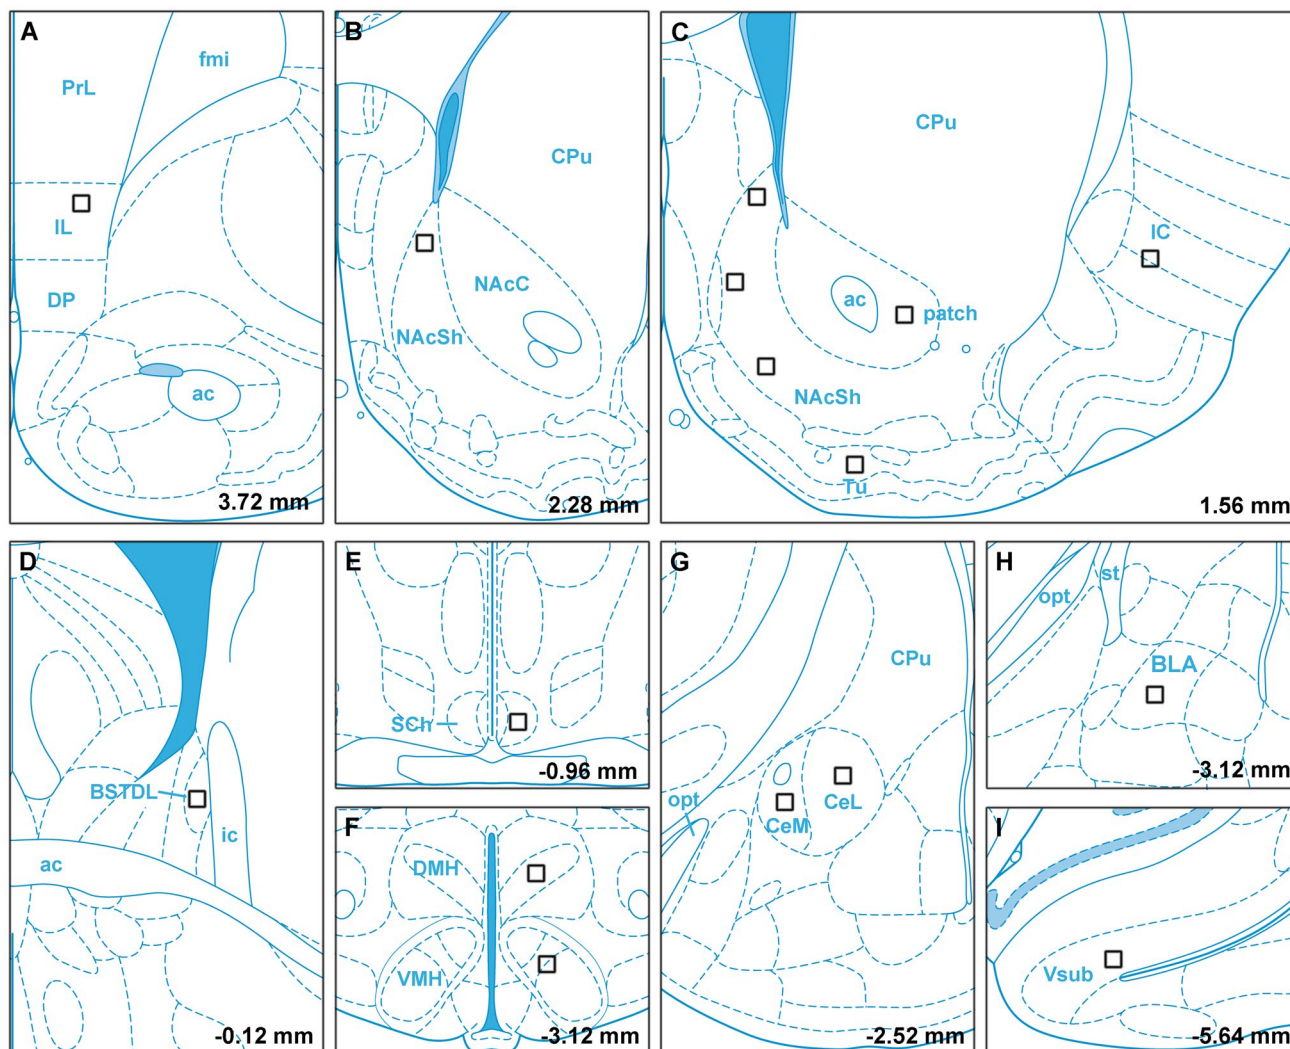 A
PrL
fmi
IL
DP
ac
3.72 mm
B
CPu
NAcC
NAcSh
2.28 mm
C
CPu
IC
ac
patch
NAcSh
Tu
1.56 mm
D
BSTDL
ic
ac
-0.12 mm
E
SCh
-0.96 mm
F
DMH
VMH
-3.12 mm
G
CPu
opt
CeL
CeM
-2.52 mm
H
st
opt
BLA
-3.12 mm
I
Vsub
-5.64 mm